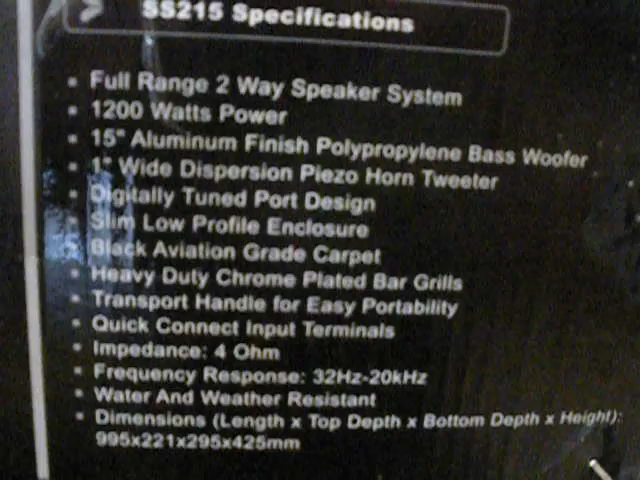 SS215 Specifications
▪ Full Range 2 Way Speaker System
▪ 1200 Watts Power
▪ 15" Aluminum Finish Polypropylene Bass Woofer
▪ 1" Wide Dispersion Piezo Horn Tweeter
▪ Digitally Tuned Port Design
▪ Slim Low Profile Enclosure
▪ Black Aviation Grade Carpet
▪ Heavy Duty Chrome Plated Bar Grills
▪ Transport Handle for Easy Portability
▪ Quick Connect Input Terminals
▪ Impedance: 4 Ohm
▪ Frequency Response: 32Hz-20kHz
▪ Water And Weather Resistant
▪ Dimensions (Length x Top Depth x Bottom Depth x Height):
995x221x295x425mm